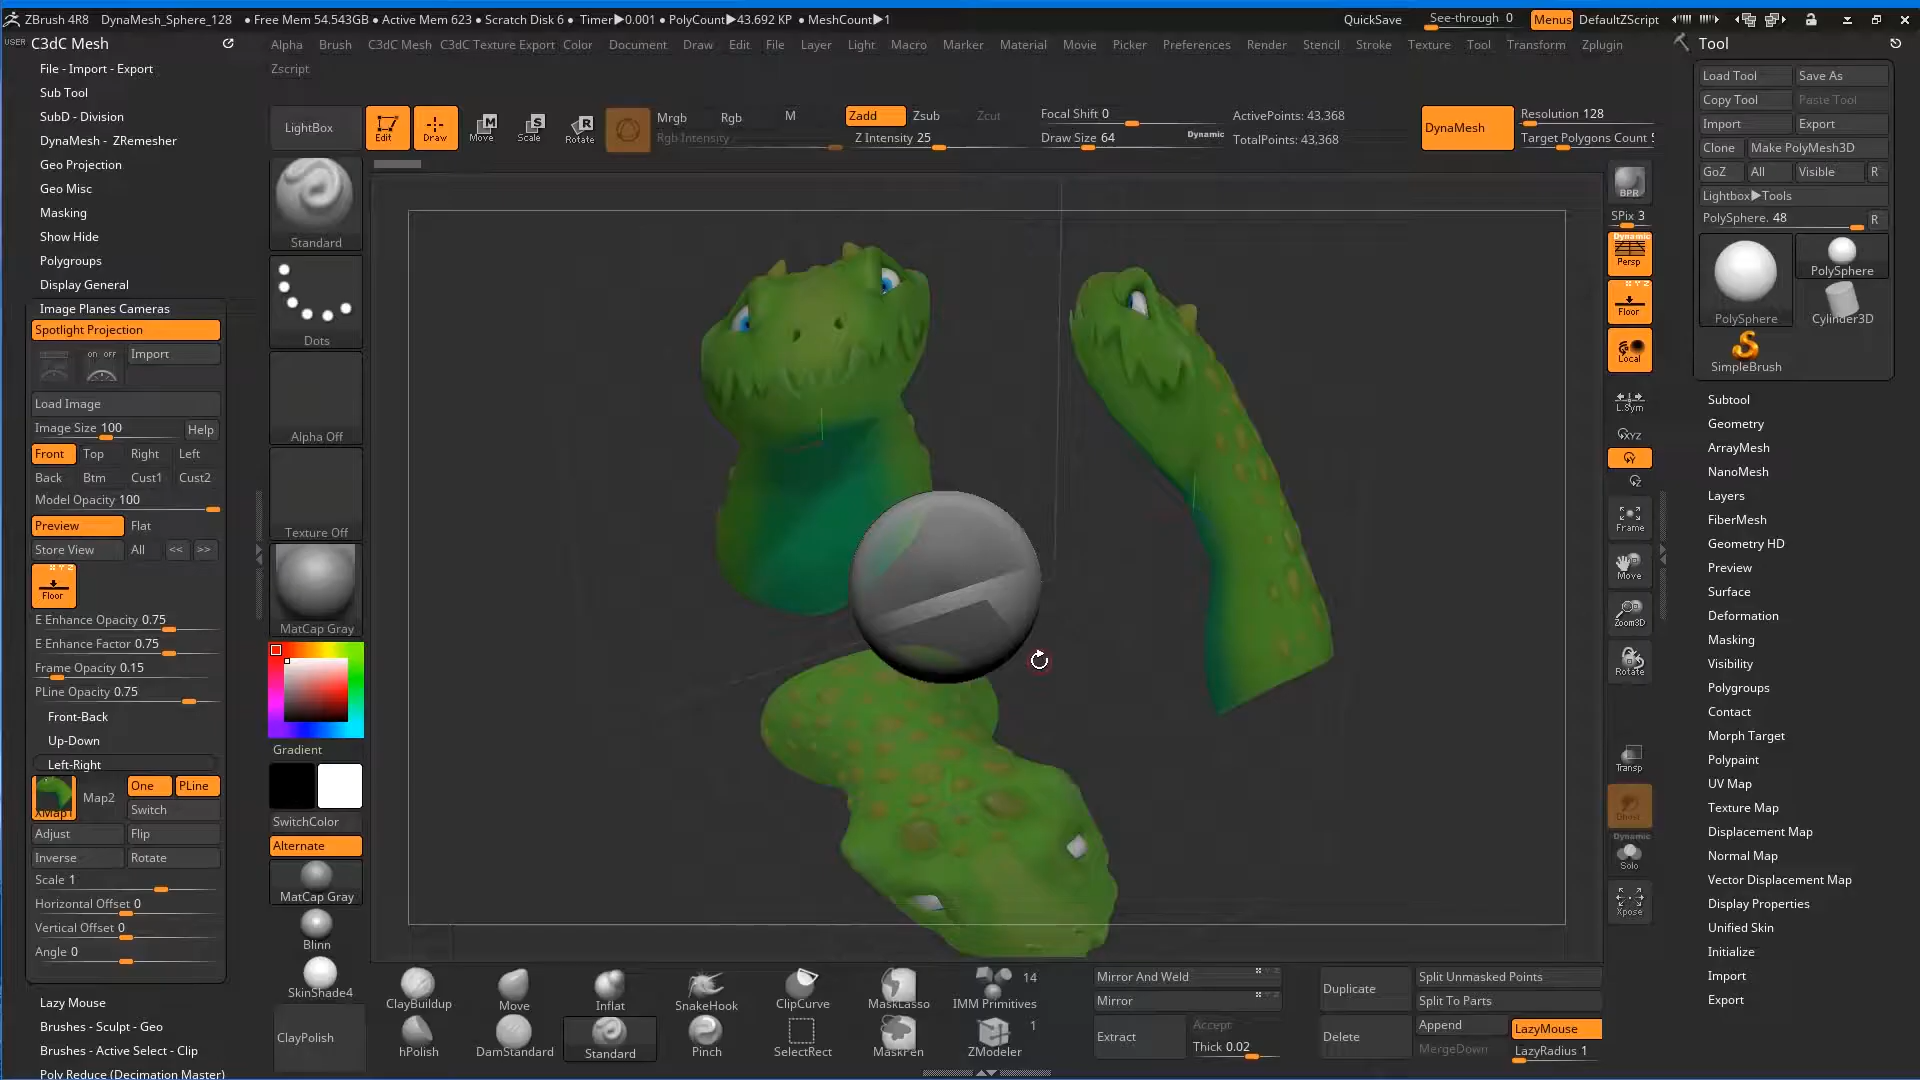 ZBrush 4R8 DynaMesh_Sphere_128 • Free Mem 54.543GB • Active Mem 623 • Scratch Disk 6 • Timer▶0.001 • PolyCount▶43.692 KP • MeshCount▶1
QuickSave See-through 0 Menus DefaultZScript
USER C3dC Mesh
Alpha Brush C3dC Mesh C3dC Texture Export Color Document Draw Edit File Layer Light Macro Marker Material Movie Picker Preferences Render Stencil Stroke Texture Tool Transform Zplugin
Zscript
Tool
File - Import - Export
Sub Tool
SubD - Division
DynaMesh - ZRemesher
Geo Projection
Geo Misc
Masking
Show Hide
Polygroups
Display General
Image Planes Cameras
Spotlight Projection
on off
Import
Load Image
Image Size 100
Help
Front Top Right Left
Back Btm Cust1 Cust2
Model Opacity 100
Preview Flat
Store View All << >>
Floor
E Enhance Opacity 0.75
E Enhance Factor 0.75
Frame Opacity 0.15
PLine Opacity 0.75
Front-Back
Up-Down
Left-Right
XMap1 Map2 One PLine
Switch
Adjust Flip
Inverse Rotate
Scale 1
Horizontal Offset 0
Vertical Offset 0
Angle 0
Lazy Mouse
Brushes - Sculpt - Geo
Brushes - Active Select - Clip
Poly Reduce (Decimation Master)
LightBox Edit Draw Move Scale Rotate
Mrgb Rgb M
Rgb Intensity
Zadd Zsub Zcut
Z Intensity 25
Focal Shift 0
Draw Size 64 Dynamic
ActivePoints: 43,368
TotalPoints: 43,368
DynaMesh
Resolution 128
Target Polygons Count 5
Standard
Dots
Alpha Off
Texture Off
MatCap Gray
Gradient
SwitchColor
Alternate
MatCap Gray
Blinn
SkinShade4
ClayPolish
BPR
SPix 3
Dynamic
Persp
Floor
Local
L.Sym
XYZ
Y
Z
Frame
Move
Zoom3D
Rotate
Transp
Dynamic
Solo
Xpose
Load Tool Save As
Copy Tool Paste Tool
Import Export
Clone Make PolyMesh3D
GoZ All Visible R
Lightbox▶Tools
PolySphere. 48 R
PolySphere
PolySphere
Cylinder3D
SimpleBrush
Subtool
Geometry
ArrayMesh
NanoMesh
Layers
FiberMesh
Geometry HD
Preview
Surface
Deformation
Masking
Visibility
Polygroups
Contact
Morph Target
Polypaint
UV Map
Texture Map
Displacement Map
Normal Map
Vector Displacement Map
Display Properties
Unified Skin
Initialize
Import
Export
ClayBuildup Move Inflat SnakeHook ClipCurve MaskLasso IMM Primitives 14
hPolish DamStandard Standard Pinch SelectRect MaskPen ZModeler 1
Mirror And Weld
Mirror
Extract Accept
Thick 0.02
Duplicate
Delete
Split Unmasked Points
Split To Parts
Append LazyMouse
MergeDown LazyRadius 1